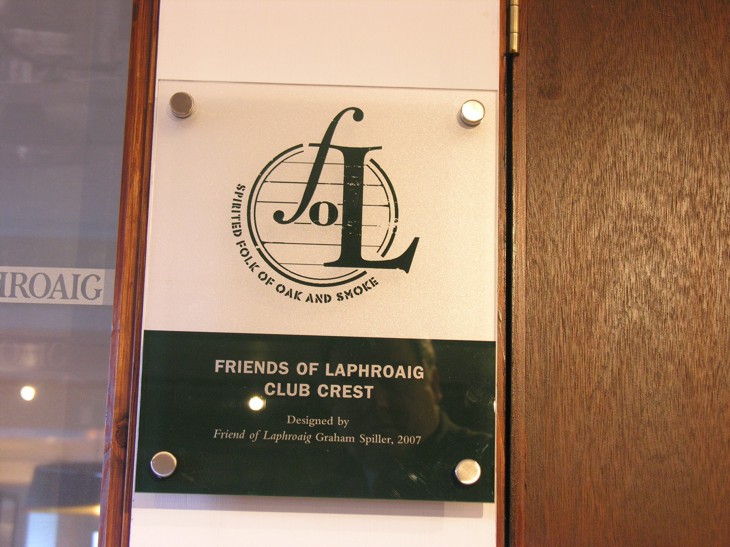 foL
SPIRITED FOLK OF OAK AND SMOKE
HROAIG
FRIENDS OF LAPHROAIG
CLUB CREST
Designed by
Friend of Laphroaig Graham Spiller, 2007